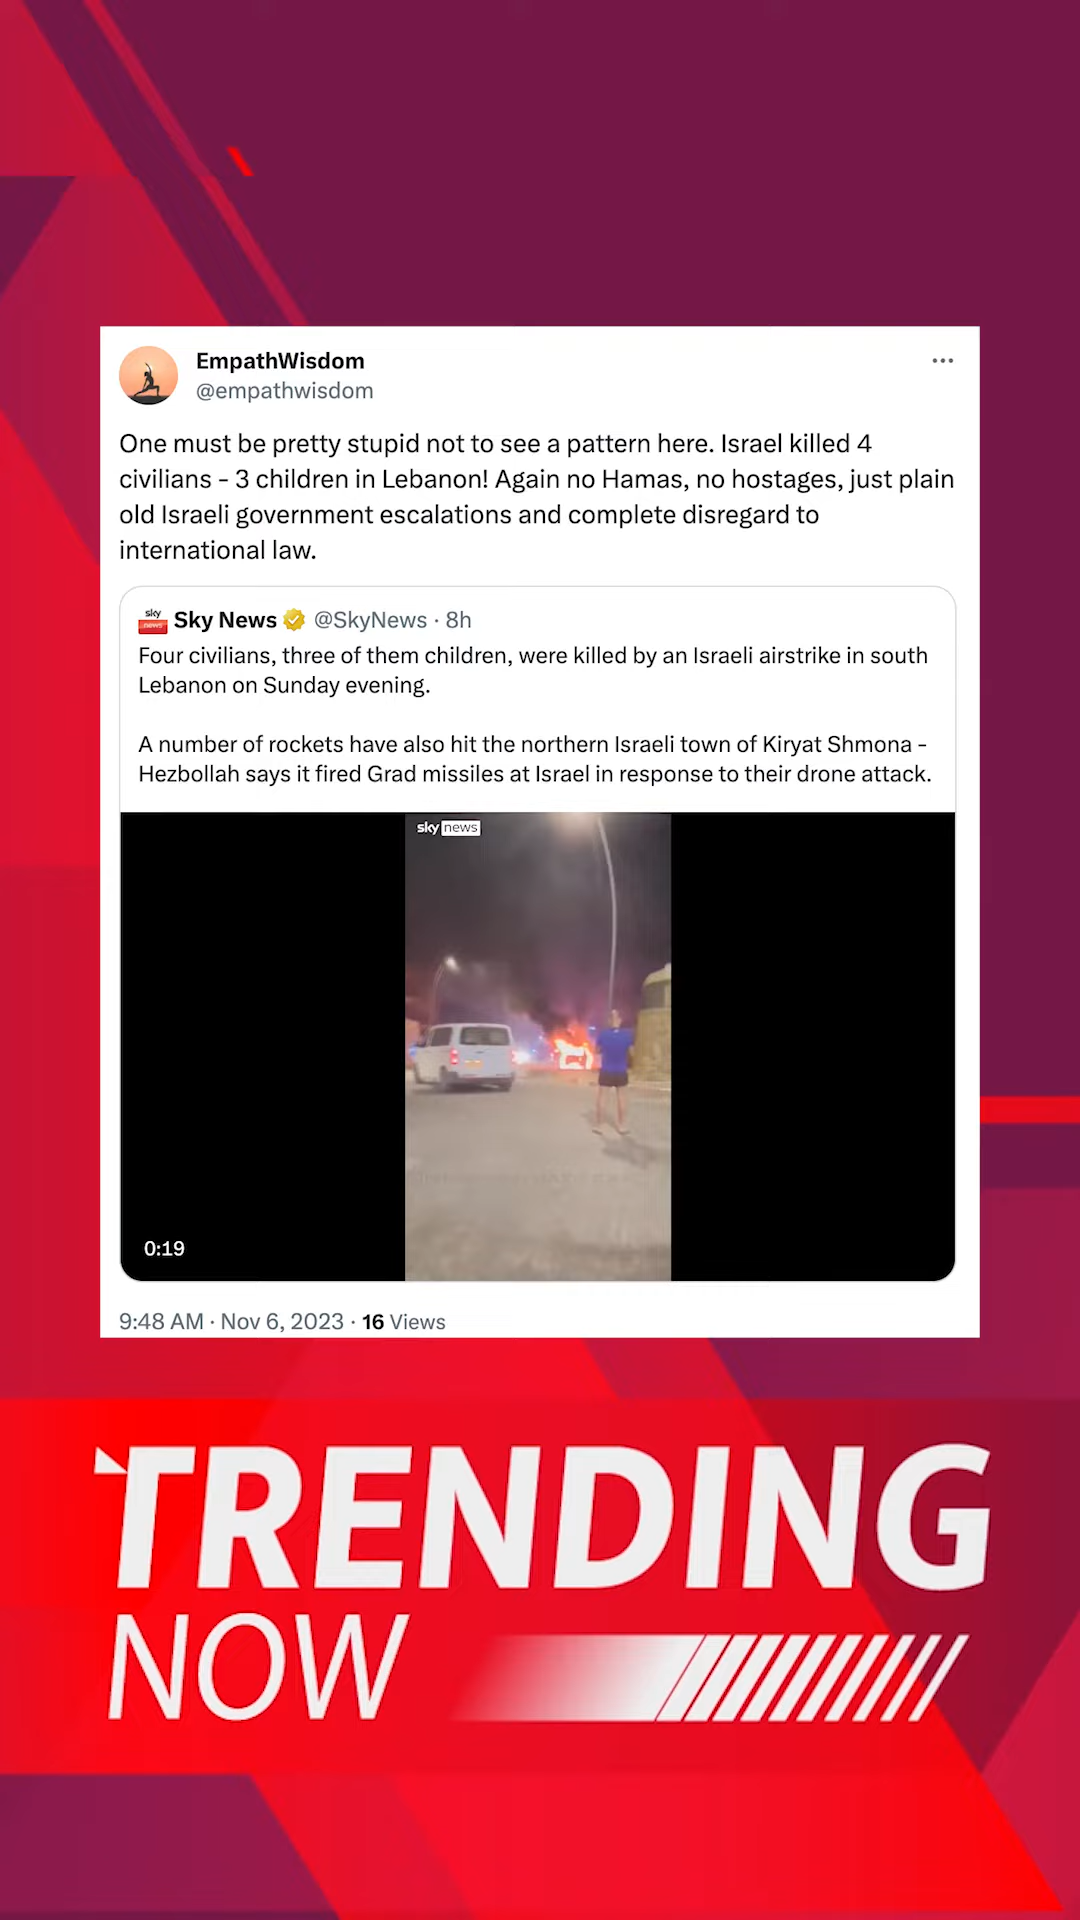 EmpathWisdom
@empathwisdom
One must be pretty stupid not to see a pattern here. Israel killed 4
civilians - 3 children in Lebanon! Again no Hamas, no hostages, just plain
old Israeli government escalations and complete disregard to
international law.
sky news
Sky News @SkyNews · 8h
Four civilians, three of them children, were killed by an Israeli airstrike in south
Lebanon on Sunday evening.
A number of rockets have also hit the northern Israeli town of Kiryat Shmona -
Hezbollah says it fired Grad missiles at Israel in response to their drone attack.
sky news
0:19
9:48 AM · Nov 6, 2023 · 16 Views
TRENDING
NOW